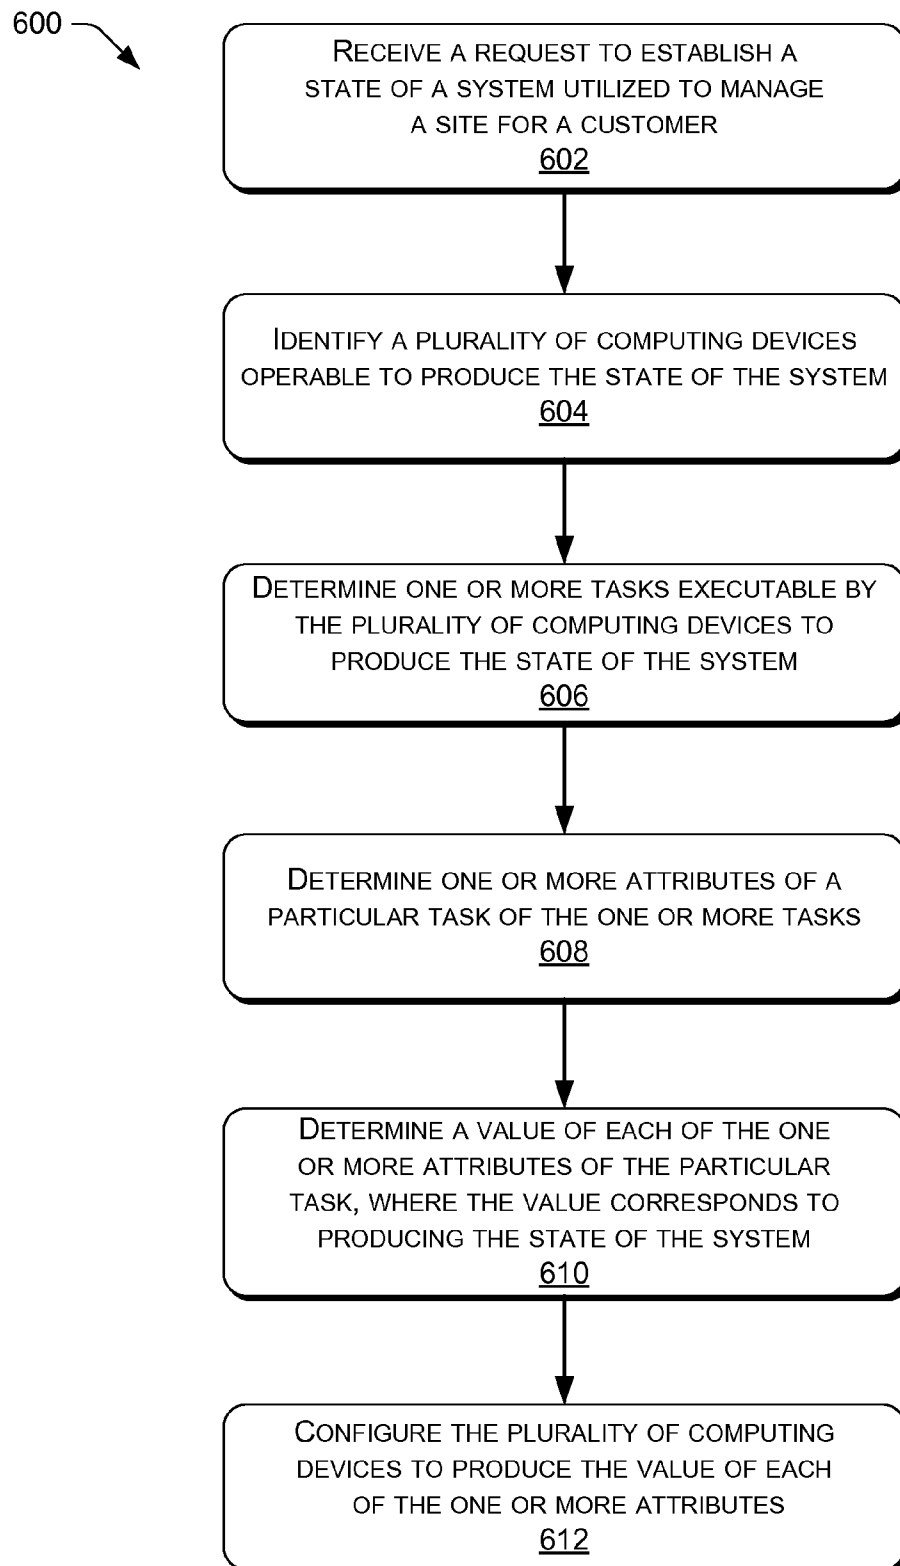 600
RECEIVE A REQUEST TO ESTABLISH A
STATE OF A SYSTEM UTILIZED TO MANAGE
A SITE FOR A CUSTOMER
602
IDENTIFY A PLURALITY OF COMPUTING DEVICES
OPERABLE TO PRODUCE THE STATE OF THE SYSTEM
604
DETERMINE ONE OR MORE TASKS EXECUTABLE BY
THE PLURALITY OF COMPUTING DEVICES TO
PRODUCE THE STATE OF THE SYSTEM
606
DETERMINE ONE OR MORE ATTRIBUTES OF A
PARTICULAR TASK OF THE ONE OR MORE TASKS
608
DETERMINE A VALUE OF EACH OF THE ONE
OR MORE ATTRIBUTES OF THE PARTICULAR
TASK, WHERE THE VALUE CORRESPONDS TO
PRODUCING THE STATE OF THE SYSTEM
610
CONFIGURE THE PLURALITY OF COMPUTING
DEVICES TO PRODUCE THE VALUE OF EACH
OF THE ONE OR MORE ATTRIBUTES
612